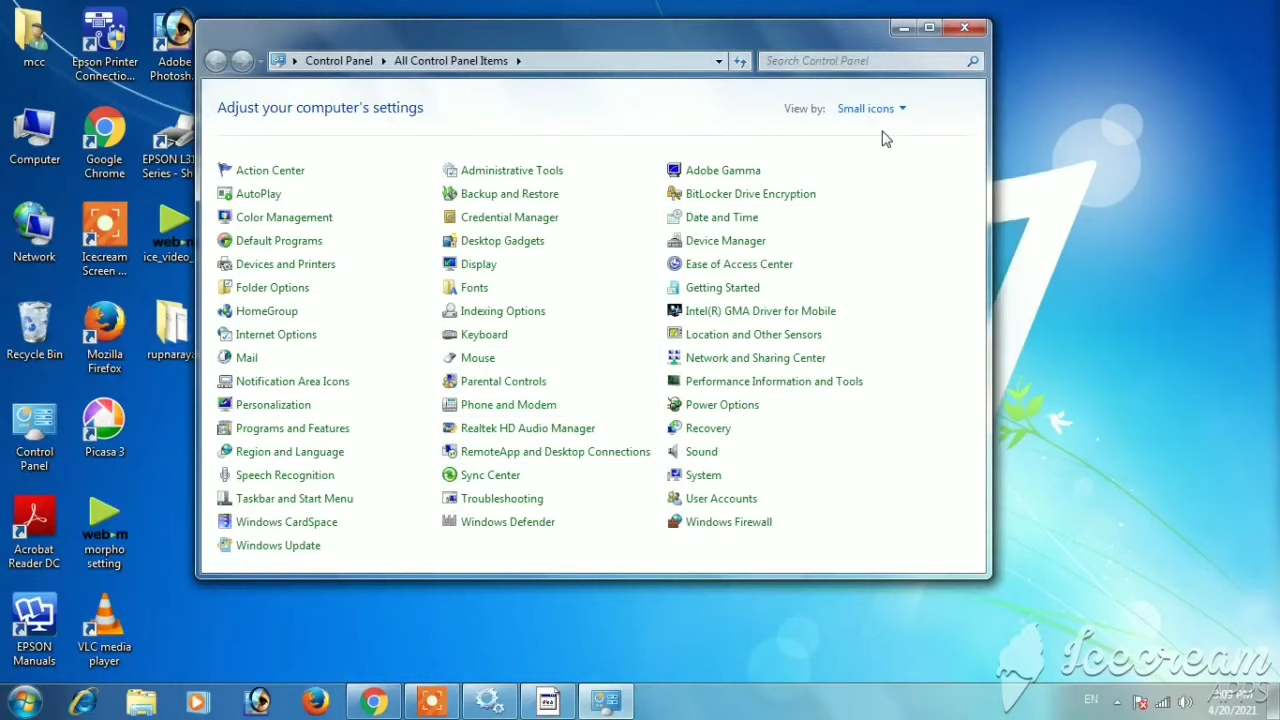 mcc
Epson Printer
Connectio...
Adobe
Photosh...
Computer
Google
Chrome
EPSON L31
Series - Sh
Network
Icecream
Screen ...
webm
ice_video_
Recycle Bin
Mozilla
Firefox
rupnaraya
Control
Panel
Picasa 3
Acrobat
Reader DC
webm
morpho
setting
EPSON
Manuals
VLC media
player
Control Panel
All Control Panel Items
Search Control Panel
Adjust your computer's settings
View by: Small icons
Action Center
Administrative Tools
Adobe Gamma
AutoPlay
Backup and Restore
BitLocker Drive Encryption
Color Management
Credential Manager
Date and Time
Default Programs
Desktop Gadgets
Device Manager
Devices and Printers
Display
Ease of Access Center
Folder Options
Fonts
Getting Started
HomeGroup
Indexing Options
Intel(R) GMA Driver for Mobile
Internet Options
Keyboard
Location and Other Sensors
Mail
Mouse
Network and Sharing Center
Notification Area Icons
Parental Controls
Performance Information and Tools
Personalization
Phone and Modem
Power Options
Programs and Features
Realtek HD Audio Manager
Recovery
Region and Language
RemoteApp and Desktop Connections
Sound
Speech Recognition
Sync Center
System
Taskbar and Start Menu
Troubleshooting
User Accounts
Windows CardSpace
Windows Defender
Windows Firewall
Windows Update
Icecream
APPS
EN
4/20/2021